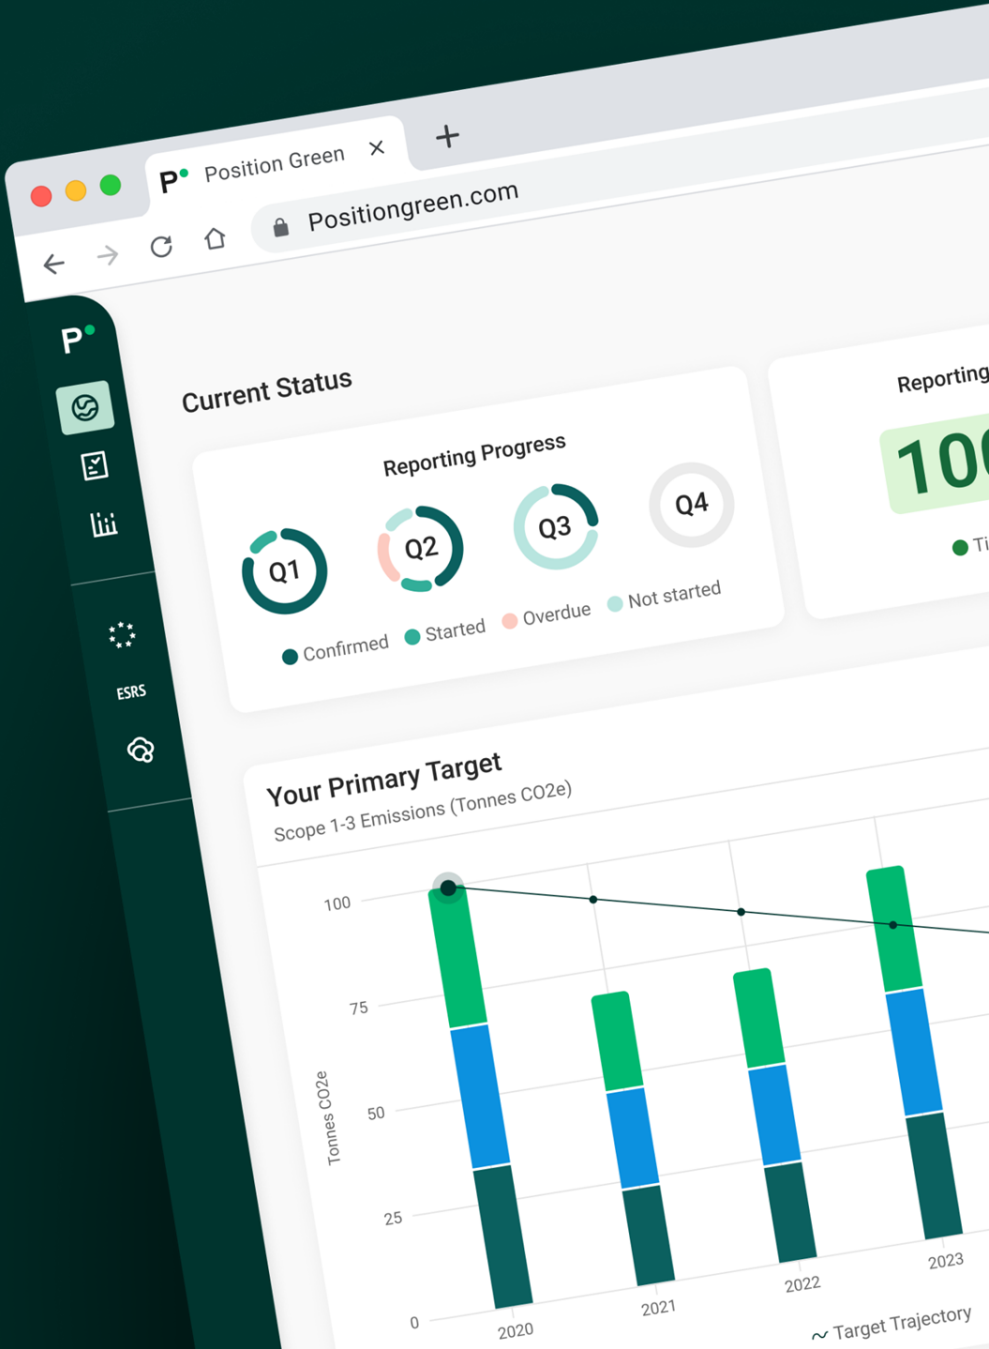 P Position Green
Positiongreen.com
P
ESRS
Current Status
Reporting Progress
Q1
Q2
Q3
Q4
Confirmed Started Overdue Not started
Reporting
Your Primary Target
Scope 1-3 Emissions (Tonnes CO2e)
Tonnes CO2e
100
75
50
25
0
2020
2021
2022
2023
Target Trajectory